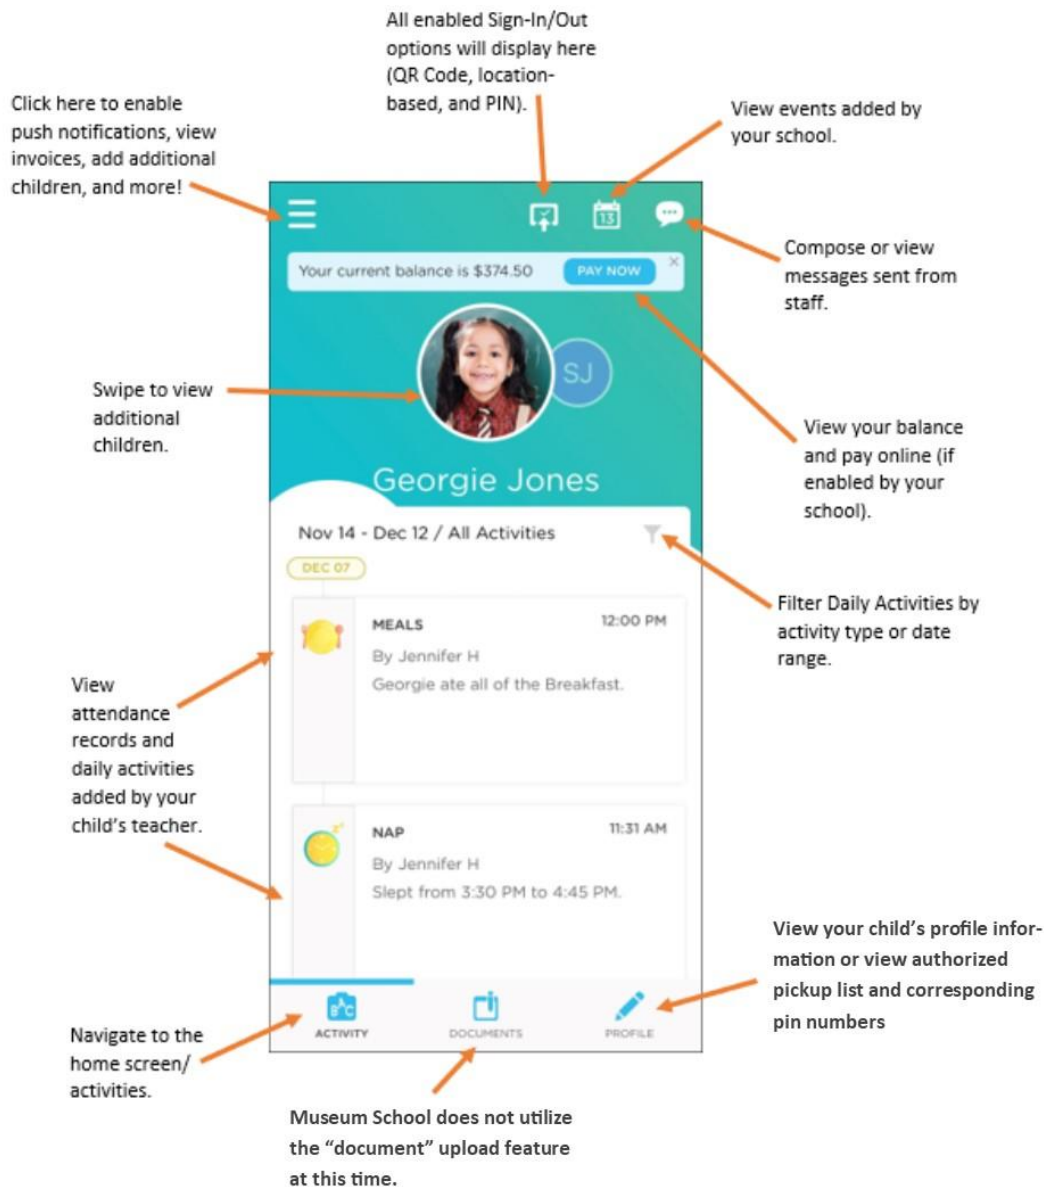 All enabled Sign-In/Out
options will display here
(QR Code, location-
based, and PIN).
Click here to enable
push notifications, view
invoices, add additional
children, and more!
View events added by
your school.
13
Compose or view
messages sent from
staff.
Your current balance is $374.50
PAY NOW
×
SJ
Swipe to view
additional
children.
View your balance
and pay online (if
enabled by your
school).
Georgie Jones
Nov 14 - Dec 12 / All Activities
DEC 07
Filter Daily Activities by
activity type or date
range.
MEALS 12:00 PM
By Jennifer H
Georgie ate all of the Breakfast.
View
attendance
records and
daily activities
added by your
child's teacher.
NAP 11:31 AM
By Jennifer H
Slept from 3:30 PM to 4:45 PM.
View your child's profile infor-
mation or view authorized
pickup list and corresponding
pin numbers
ABC
ACTIVITY DOCUMENTS PROFILE
Navigate to the
home screen/
activities.
Museum School does not utilize
the “document” upload feature
at this time.